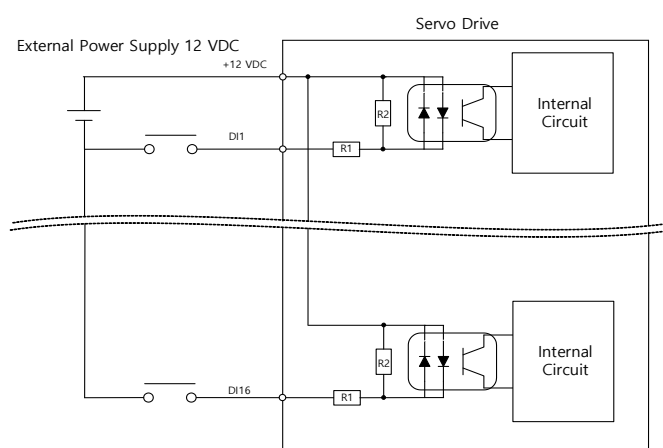 Servo Drive
External Power Supply 12 VDC
+12 VDC
R2
Internal
Circuit
DI1
R1
R2
Internal
Circuit
DI16
R1